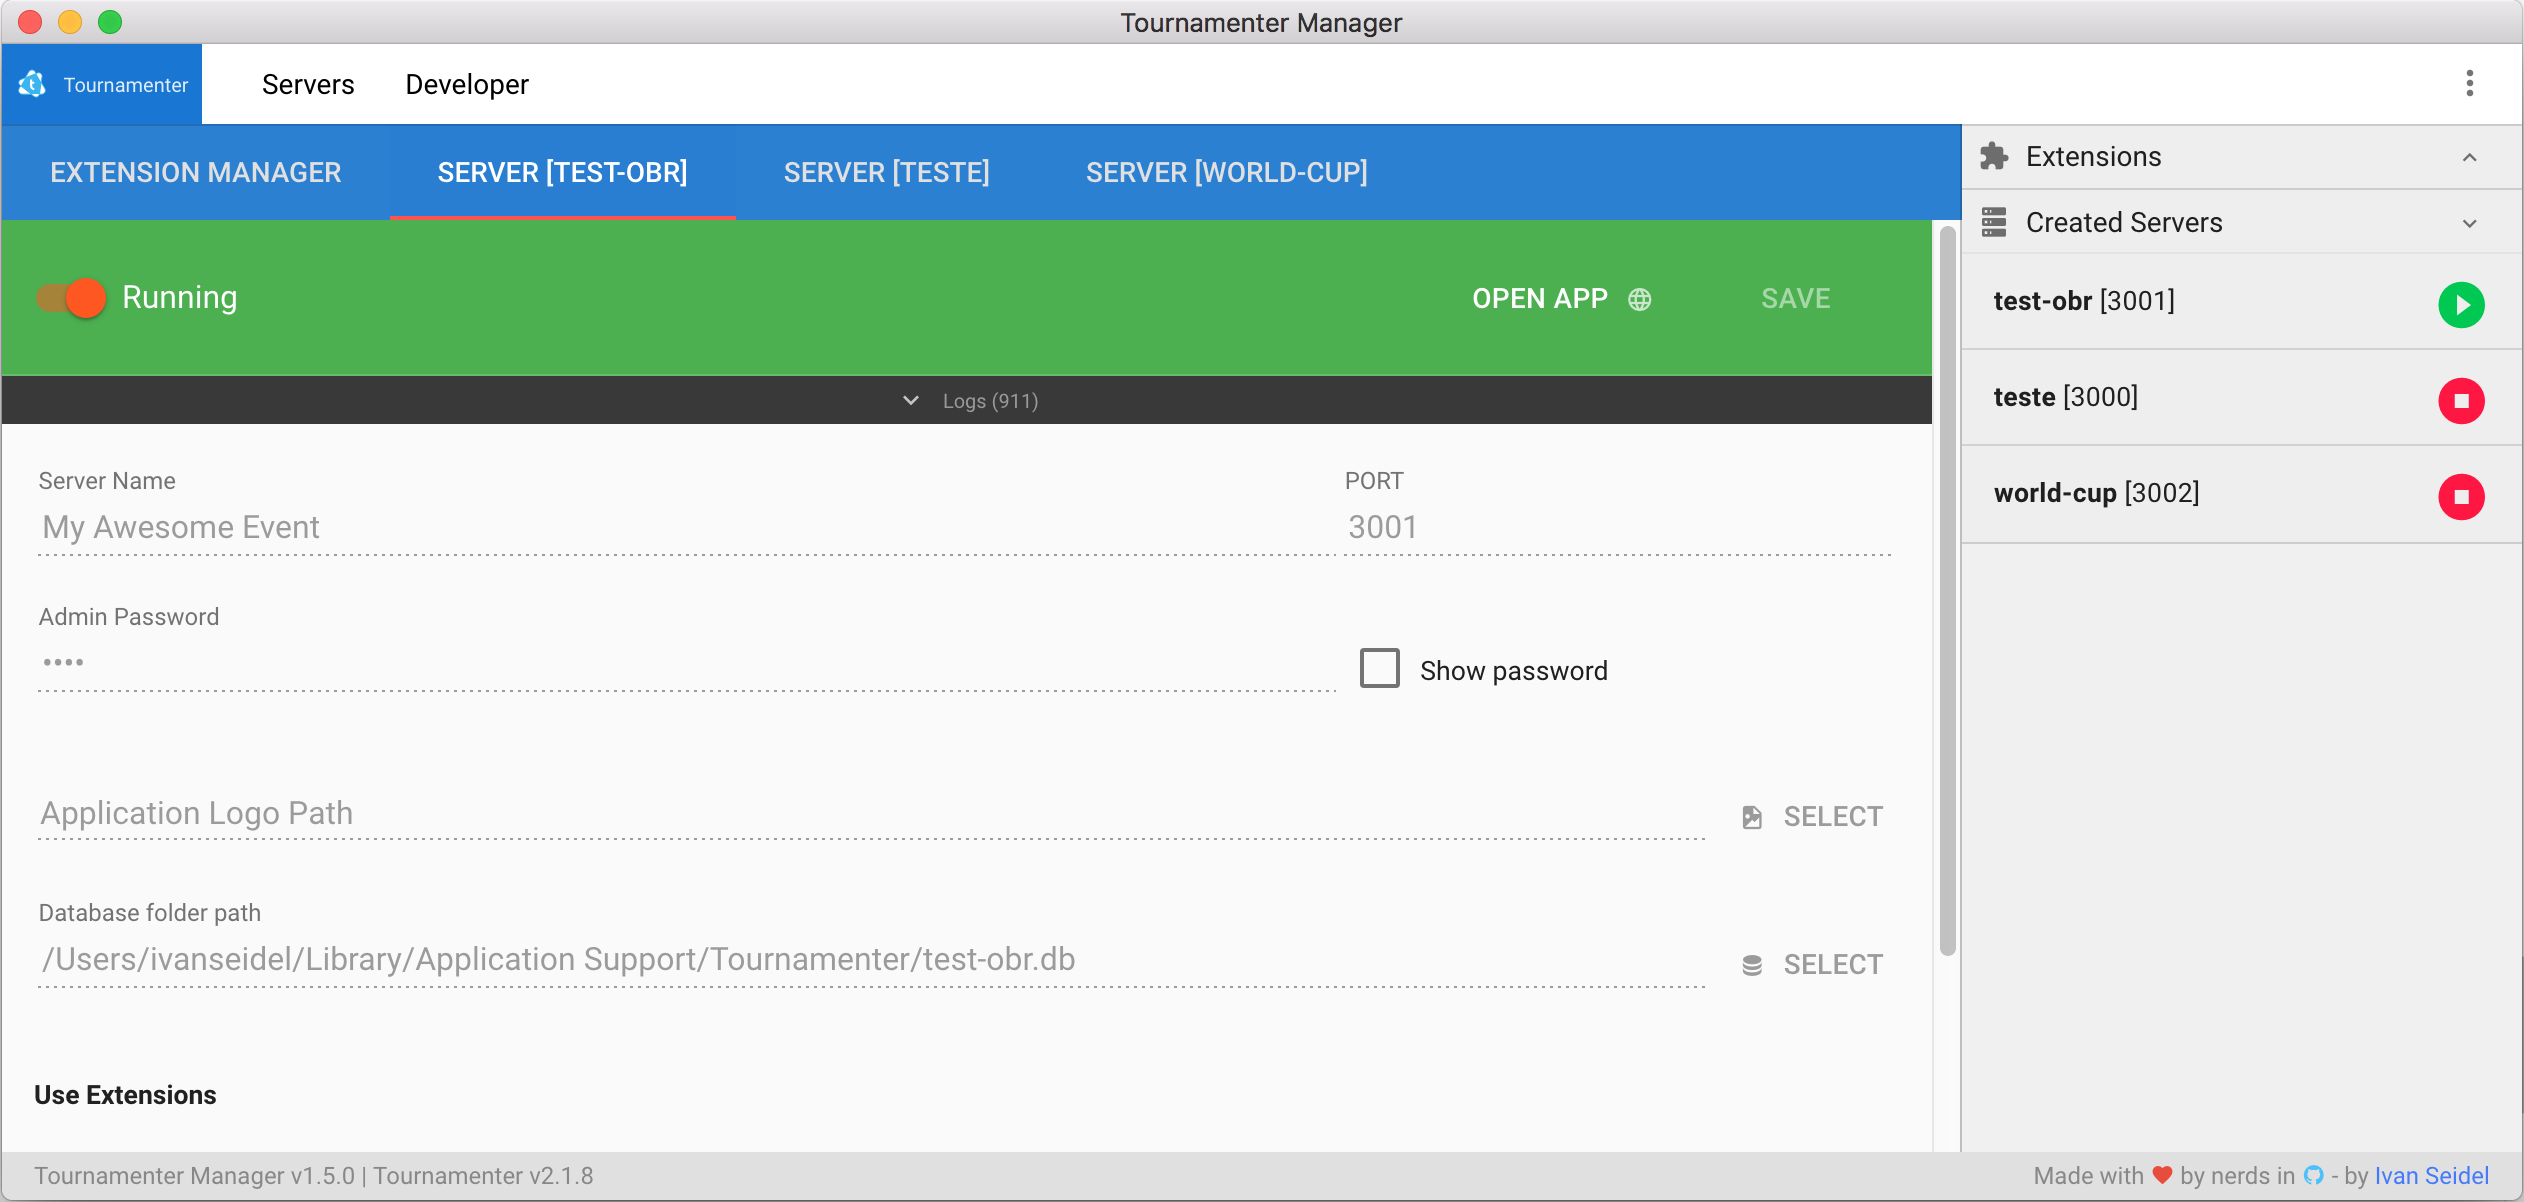 Tournamenter Manager
Tournamenter Servers Developer
EXTENSION MANAGER SERVER [TEST-OBR] SERVER [TESTE] SERVER [WORLD-CUP]
Running OPEN APP SAVE
Logs (911)
Server Name PORT
My Awesome Event 3001
Admin Password
•••• Show password
Application Logo Path SELECT
Database folder path
/Users/ivanseidel/Library/Application Support/Tournamenter/test-obr.db SELECT
Use Extensions
Extensions
Created Servers
test-obr [3001]
teste [3000]
world-cup [3002]
Tournamenter Manager v1.5.0 | Tournamenter v2.1.8
Made with ❤ by nerds in - by Ivan Seidel